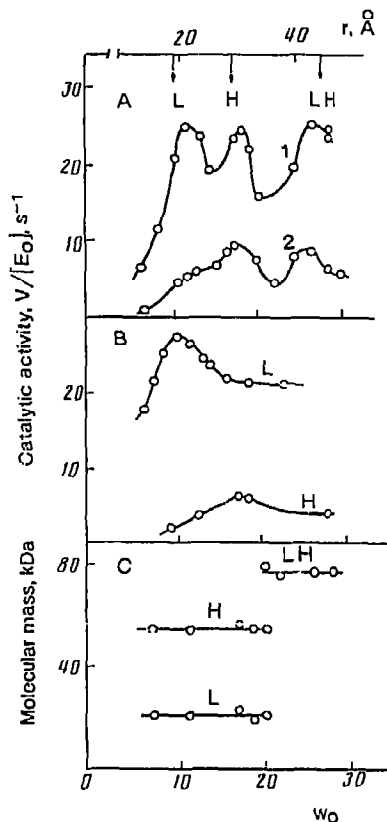 20 40 r, Å
30 A L H L H
20 1
10 2
Catalytic activity, V/[E₀], s⁻¹
B
20 L
10 H
80 C L H
H
40
L
Molecular mass, kDa
0 10 20 30
w₀